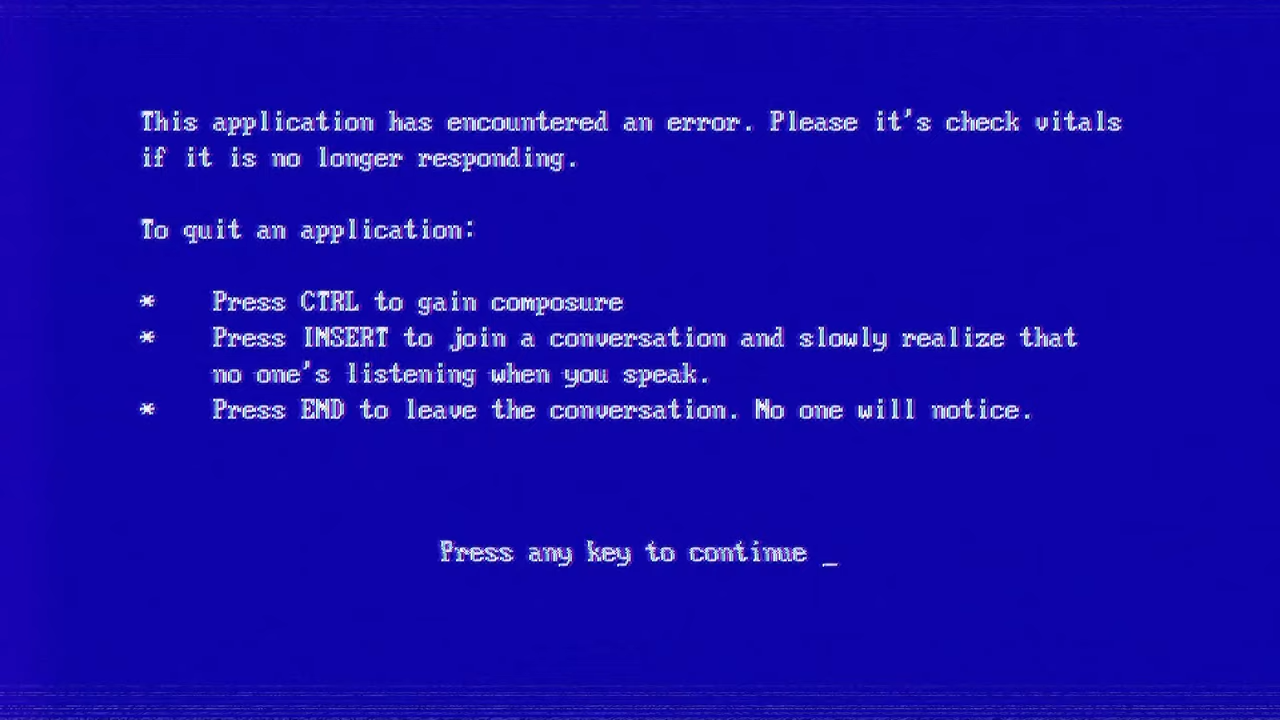 This application has encountered an error. Please it's check vitals
if it is no longer responding.
To quit an application:
* Press CTRL to gain composure
* Press INSERT to join a conversation and slowly realize that
no one's listening when you speak.
* Press END to leave the conversation. No one will notice.
Press any key to continue _